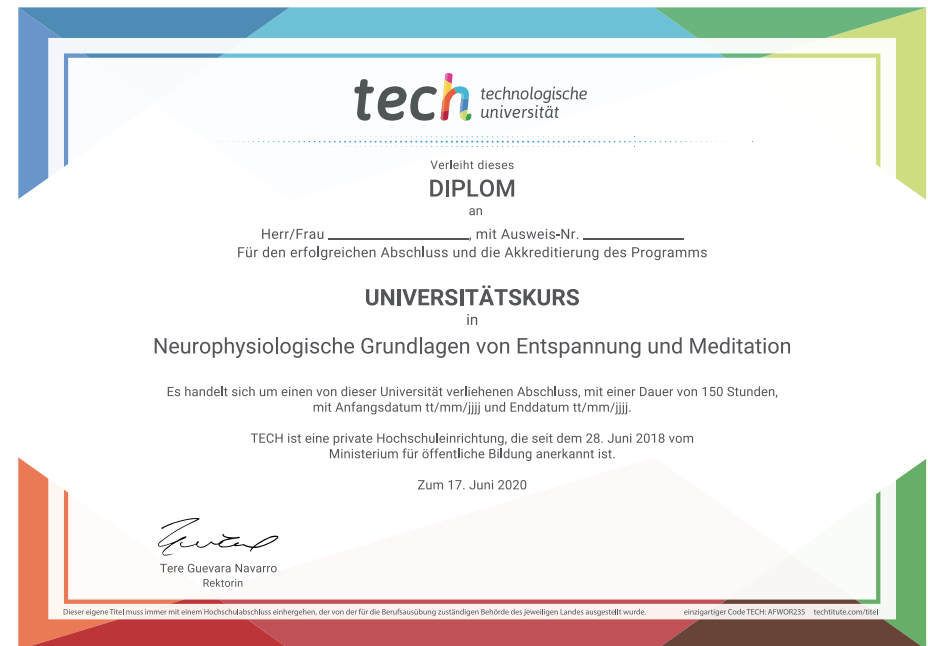 tech technologische
universität
Verleiht dieses
DIPLOM
an
Herr/Frau ____________, mit Ausweis-Nr. ____________
Für den erfolgreichen Abschluss und die Akkreditierung des Programms
UNIVERSITÄTSKURS
in
Neurophysiologische Grundlagen von Entspannung und Meditation
Es handelt sich um einen von dieser Universität verliehenen Abschluss, mit einer Dauer von 150 Stunden,
mit Anfangsdatum tt/mm/jjjj und Enddatum tt/mm/jjjj.
TECH ist eine private Hochschuleinrichtung, die seit dem 28. Juni 2018 vom
Ministerium für öffentliche Bildung anerkannt ist.
Zum 17. Juni 2020
Tere Guevara Navarro
Rektorin
Dieser eigene Titel muss immer mit einem Hochschulabschluss einhergehen, der von der für die Berufsausübung zuständigen Behörde des jeweiligen Landes ausgestellt wurde. einzigartiger Code TECH: AFWOR235 techtitute.com/titel